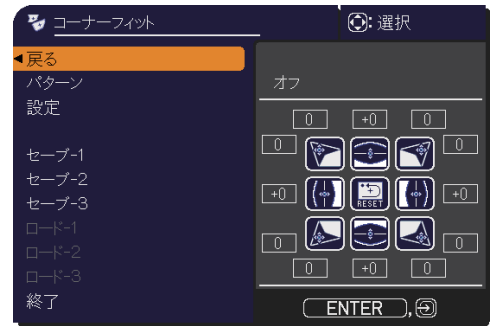 コーナーフィット
: 選択
戻る
パターン
オフ
設定
セーブ-1
セーブ-2
セーブ-3
ロード-1
ロード-2
ロード-3
終了
0 +0 0
0 0
+0 RESET +0
0 0
0 +0 0
ENTER ,